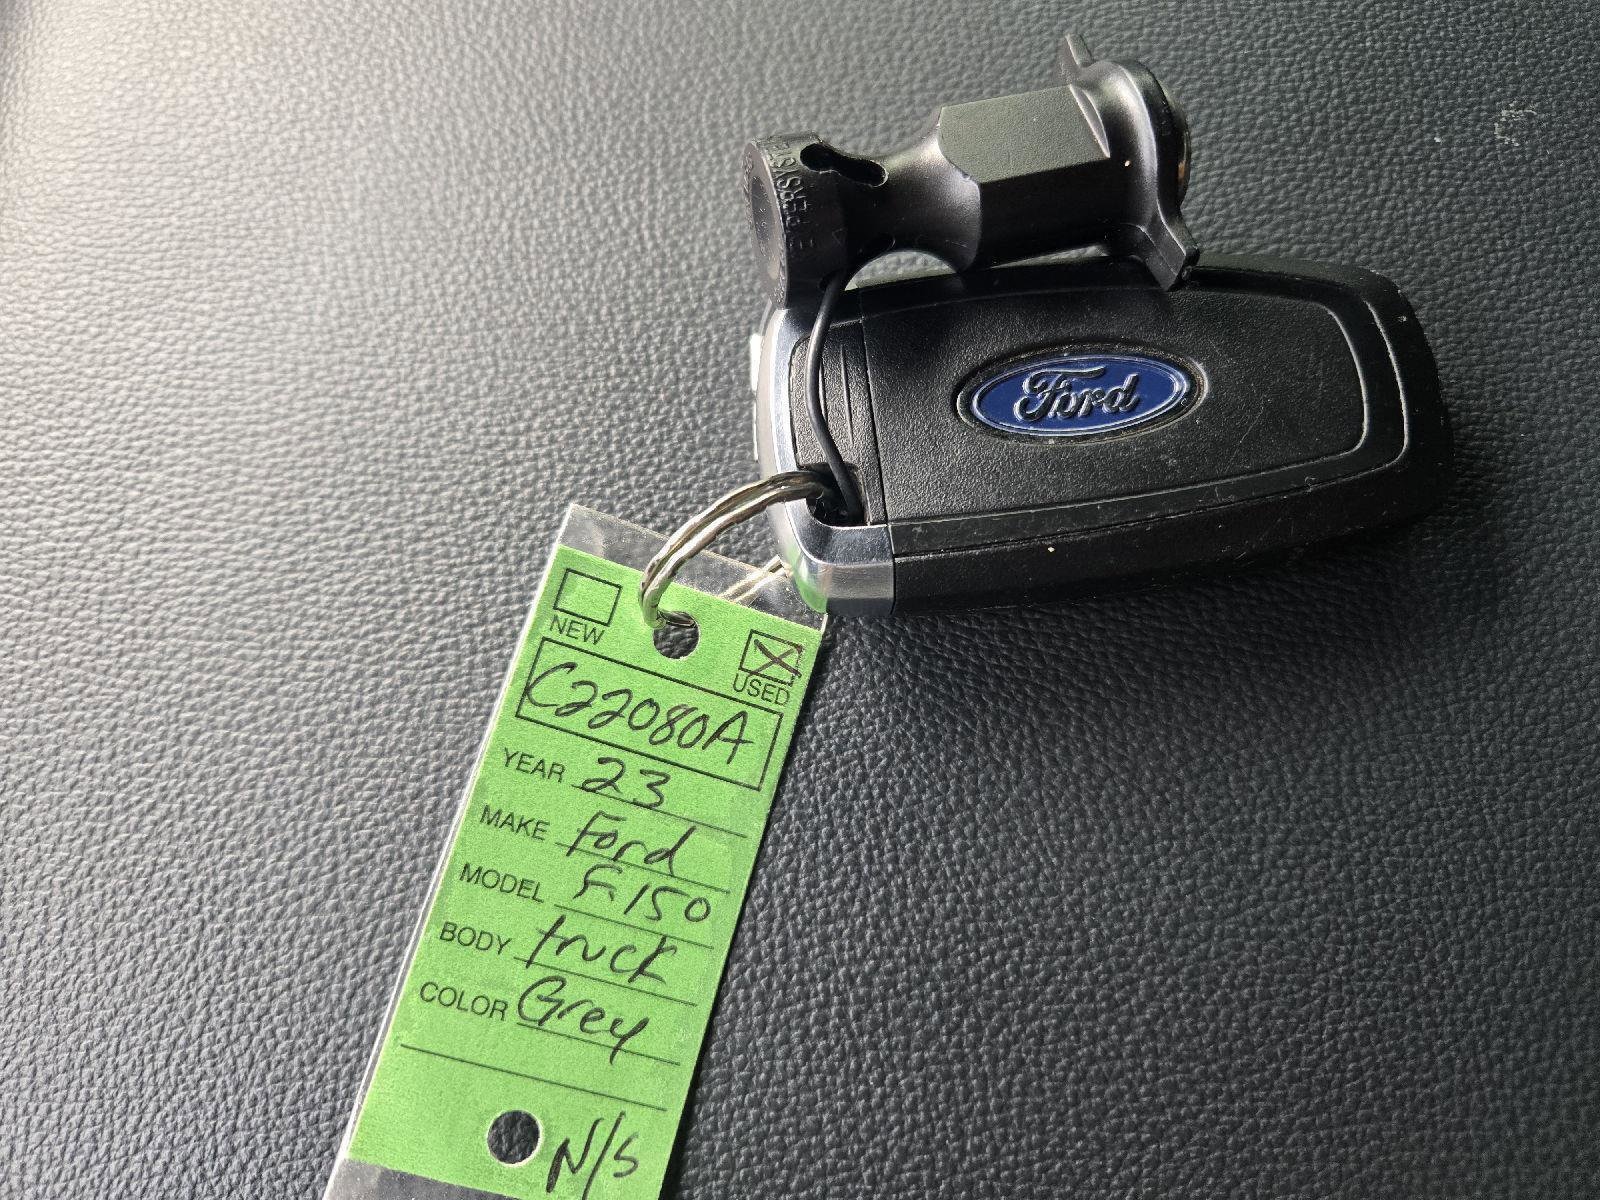 Ford
NEW
USED
C22080A
YEAR 23
MAKE Ford
MODEL F150
BODY truck
COLOR Grey
N/S